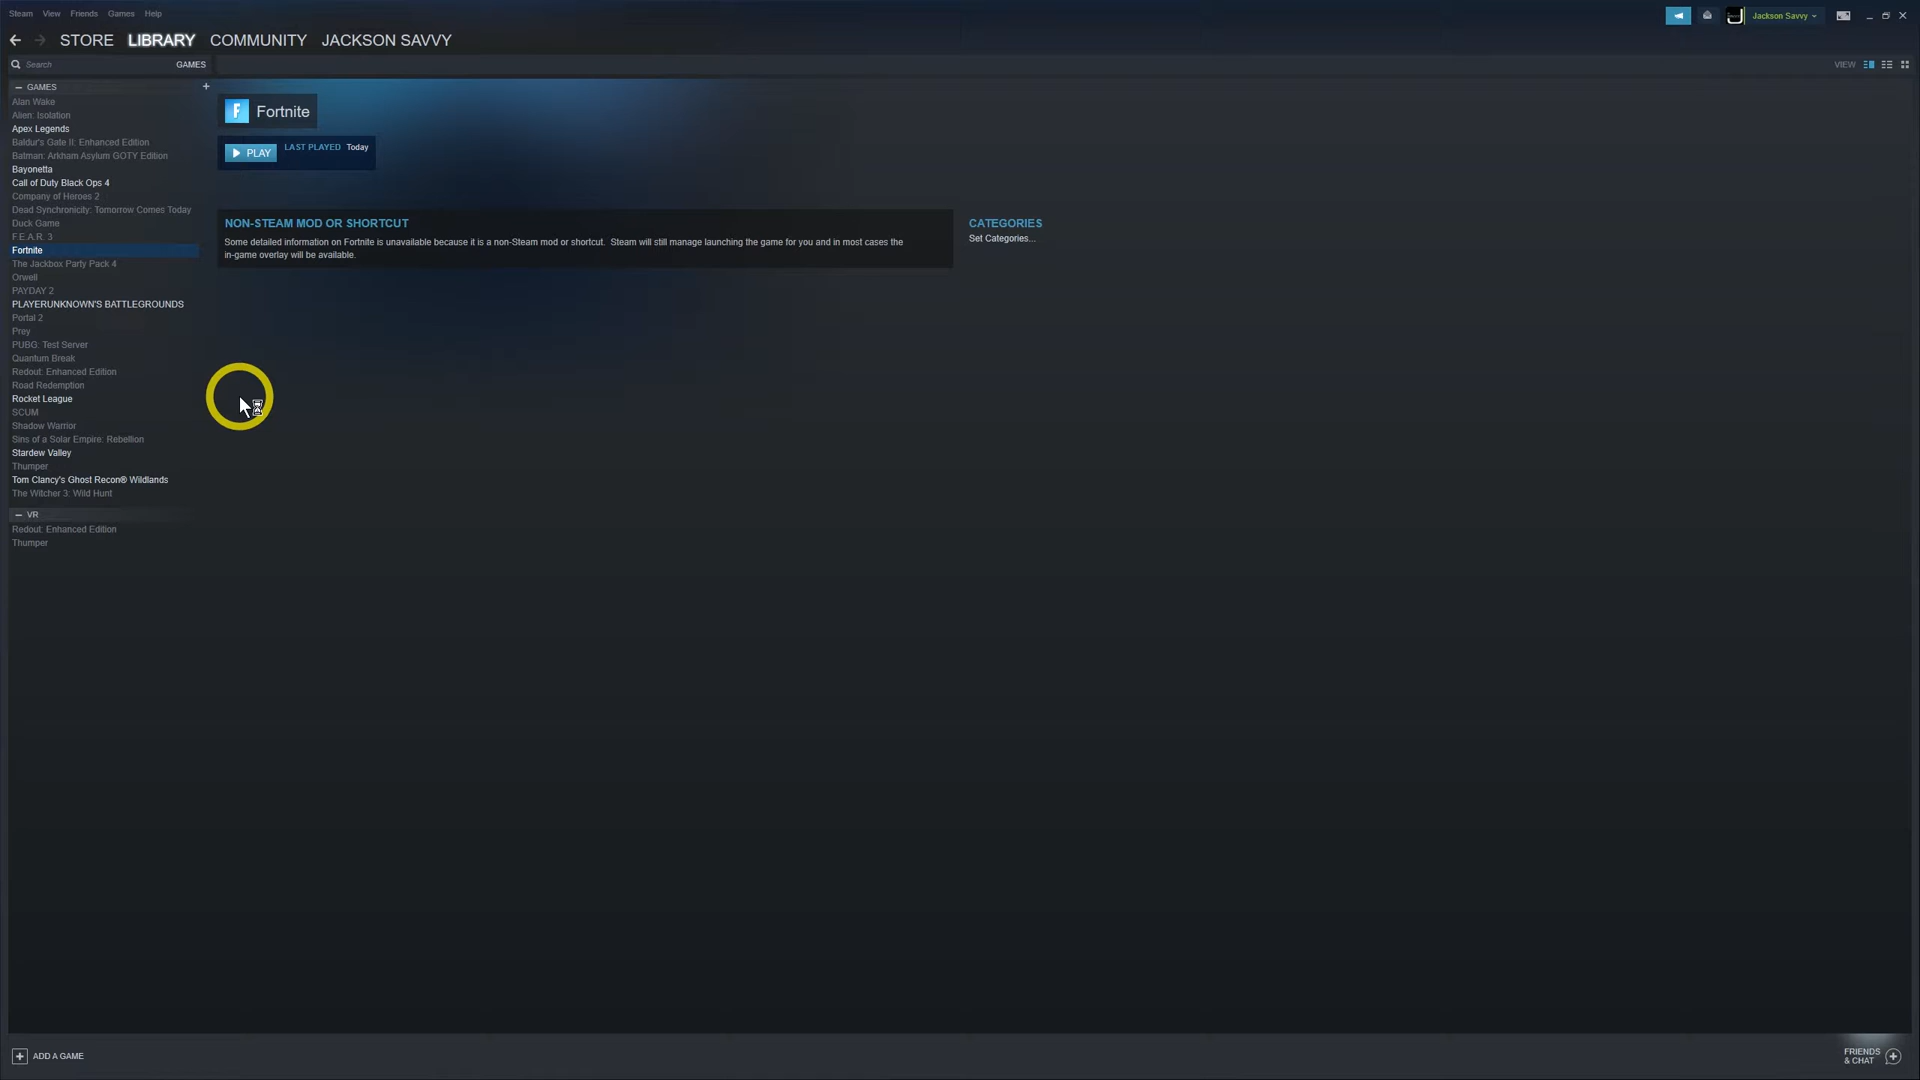 Steam View Friends Games Help
Jackson Savvy
STORE LIBRARY COMMUNITY JACKSON SAVVY
Search GAMES
VIEW
GAMES
Alan Wake
Alien: Isolation
Apex Legends
Baldur's Gate II: Enhanced Edition
Batman: Arkham Asylum GOTY Edition
Bayonetta
Call of Duty Black Ops 4
Company of Heroes 2
Dead Synchronicity: Tomorrow Comes Today
Duck Game
F.E.A.R. 3
Fortnite
The Jackbox Party Pack 4
Orwell
PAYDAY 2
PLAYERUNKNOWN'S BATTLEGROUNDS
Portal 2
Prey
PUBG: Test Server
Quantum Break
Redout: Enhanced Edition
Road Redemption
Rocket League
SCUM
Shadow Warrior
Sins of a Solar Empire: Rebellion
Stardew Valley
Thumper
Tom Clancy's Ghost Recon® Wildlands
The Witcher 3: Wild Hunt
VR
Redout: Enhanced Edition
Thumper
F Fortnite
PLAY LAST PLAYED Today
NON-STEAM MOD OR SHORTCUT
Some detailed information on Fortnite is unavailable because it is a non-Steam mod or shortcut. Steam will still manage launching the game for you and in most cases the
in-game overlay will be available.
CATEGORIES
Set Categories...
ADD A GAME
FRIENDS
& CHAT